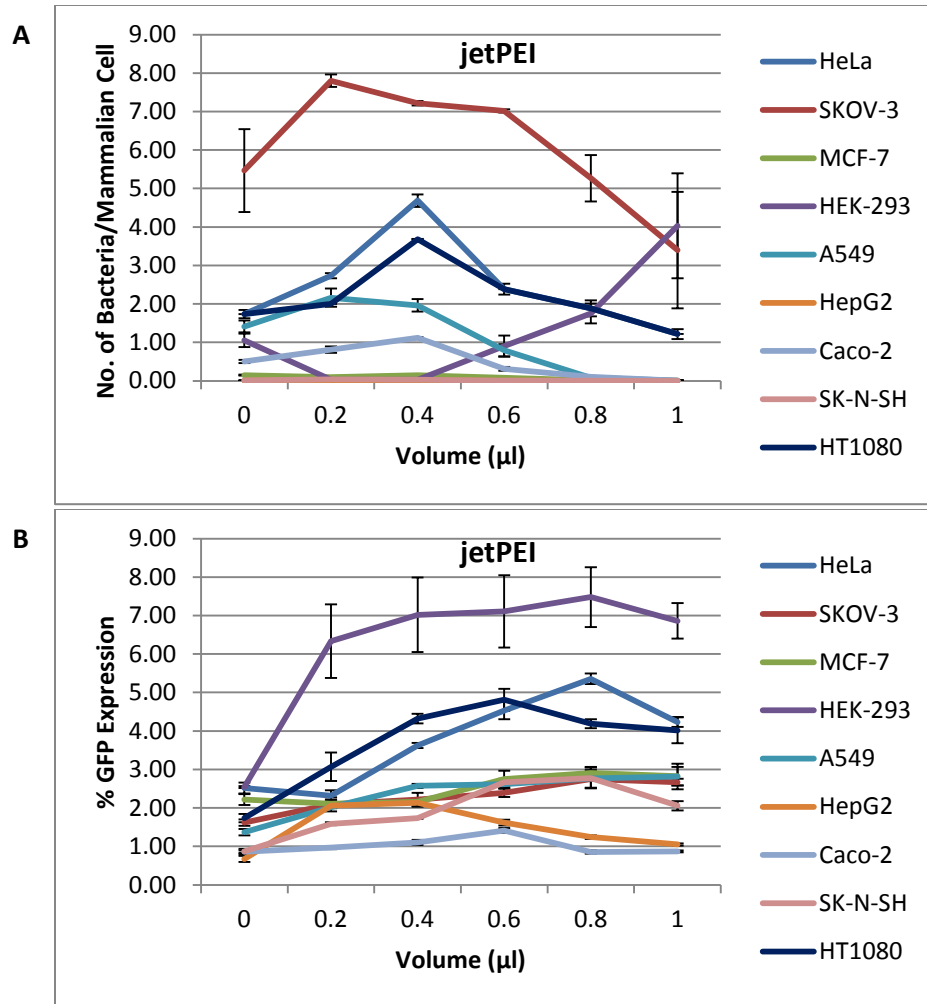 A
jetPEI
No. of Bacteria/Mammalian Cell
9.00
8.00
7.00
6.00
5.00
4.00
3.00
2.00
1.00
0.00
0 0.2 0.4 0.6 0.8 1
Volume (µl)
HeLa
SKOV-3
MCF-7
HEK-293
A549
HepG2
Caco-2
SK-N-SH
HT1080
B
jetPEI
% GFP Expression
9.00
8.00
7.00
6.00
5.00
4.00
3.00
2.00
1.00
0.00
0 0.2 0.4 0.6 0.8 1
Volume (µl)
HeLa
SKOV-3
MCF-7
HEK-293
A549
HepG2
Caco-2
SK-N-SH
HT1080